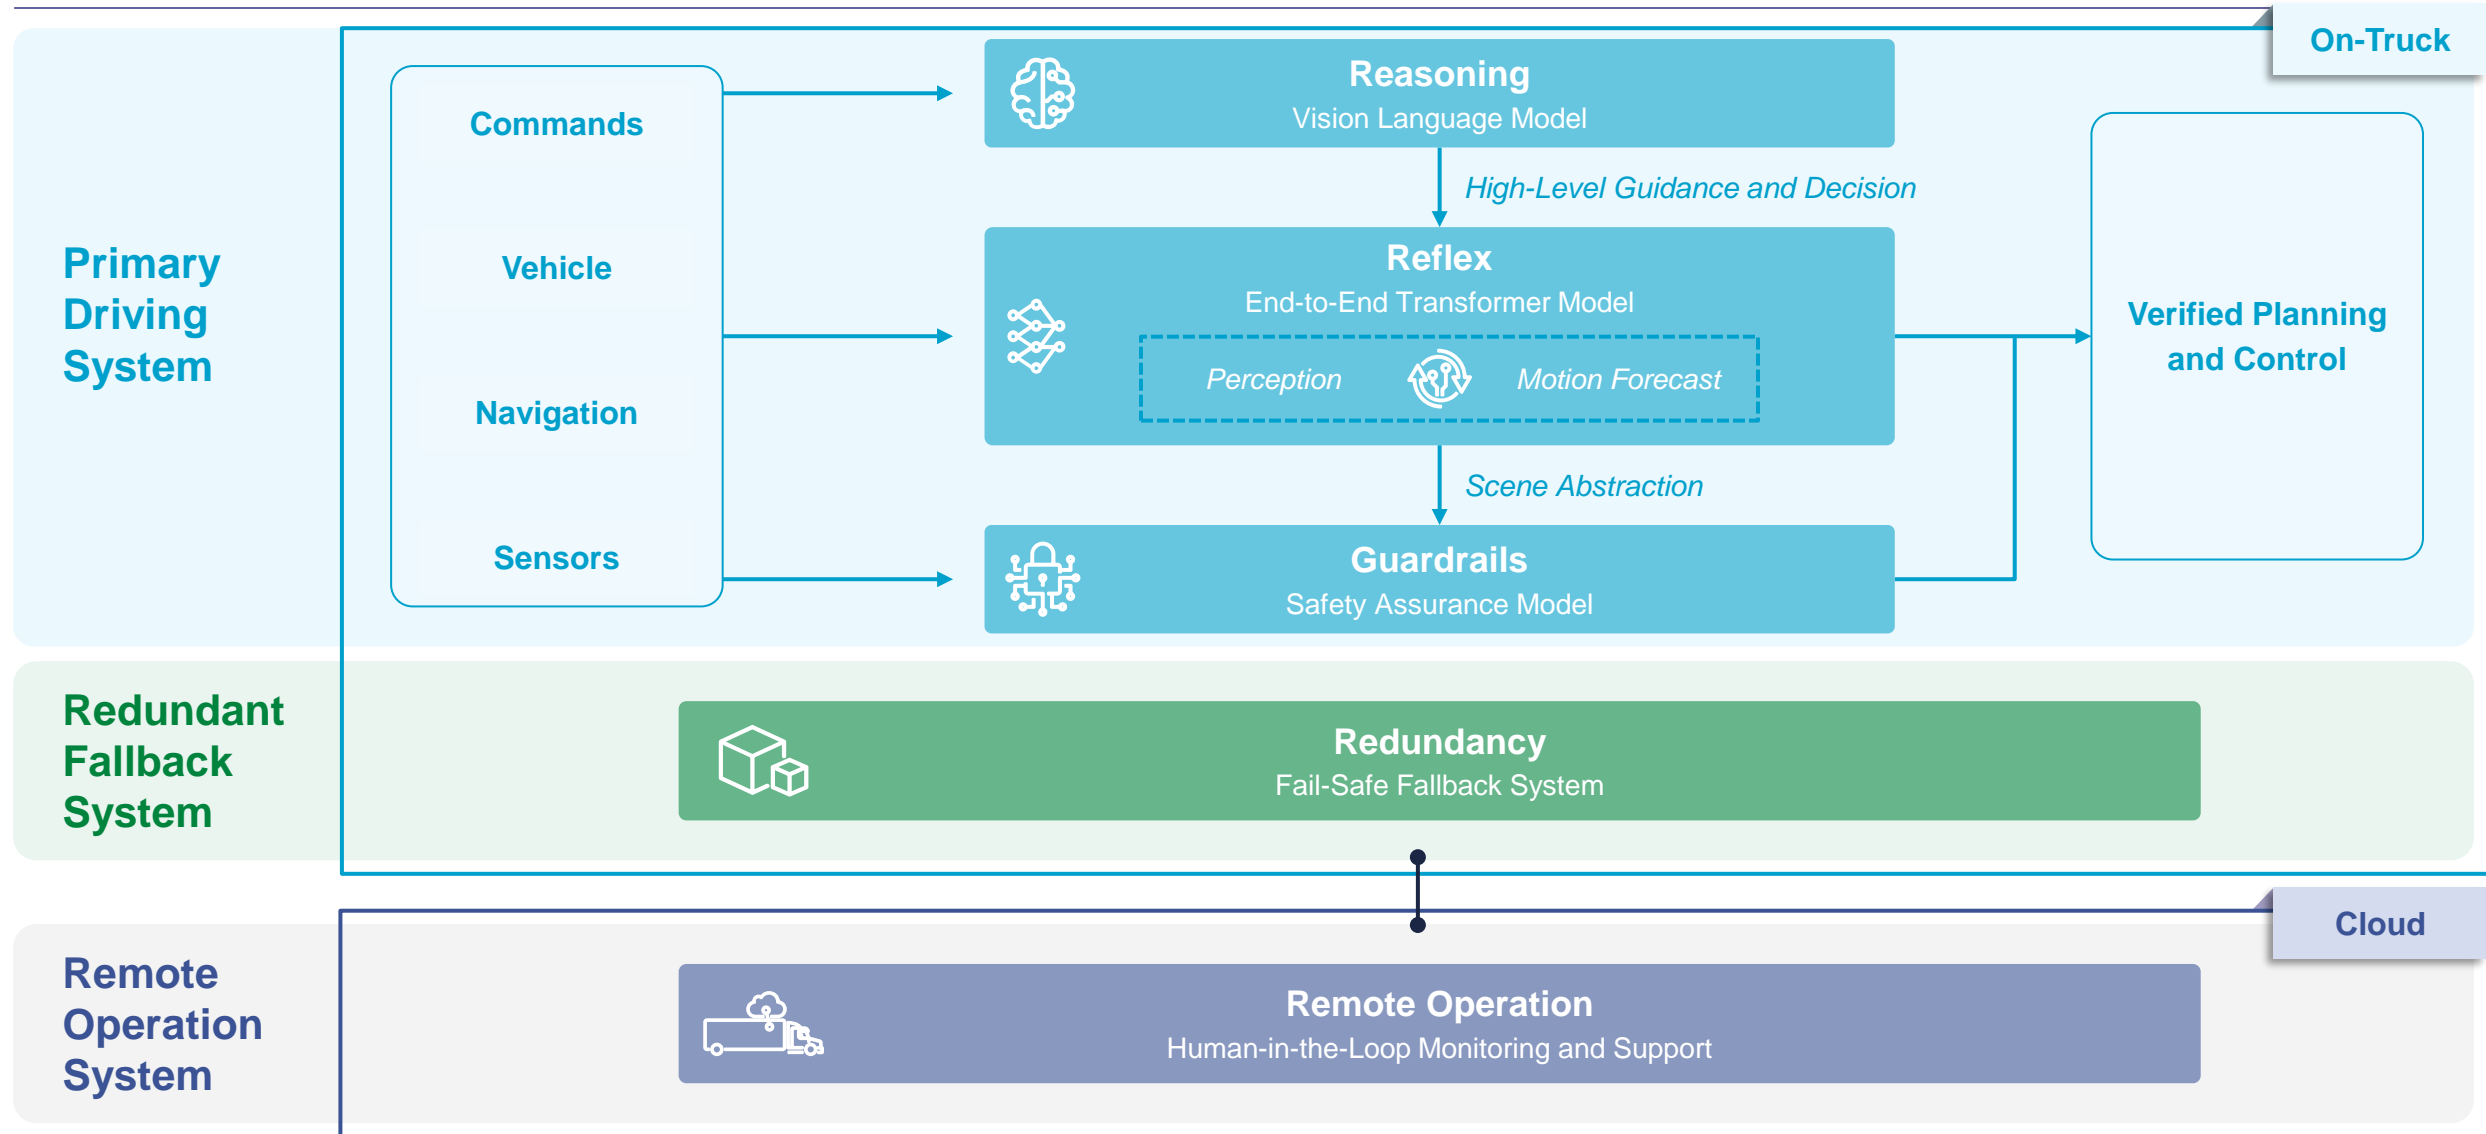 On-Truck
Primary
Driving
System
Commands
Vehicle
Navigation
Sensors
Reasoning
Vision Language Model
High-Level Guidance and Decision
Reflex
End-to-End Transformer Model
Perception
Motion Forecast
Scene Abstraction
Guardrails
Safety Assurance Model
Verified Planning
and Control
Redundant
Fallback
System
Redundancy
Fail-Safe Fallback System
Cloud
Remote
Operation
System
Remote Operation
Human-in-the-Loop Monitoring and Support